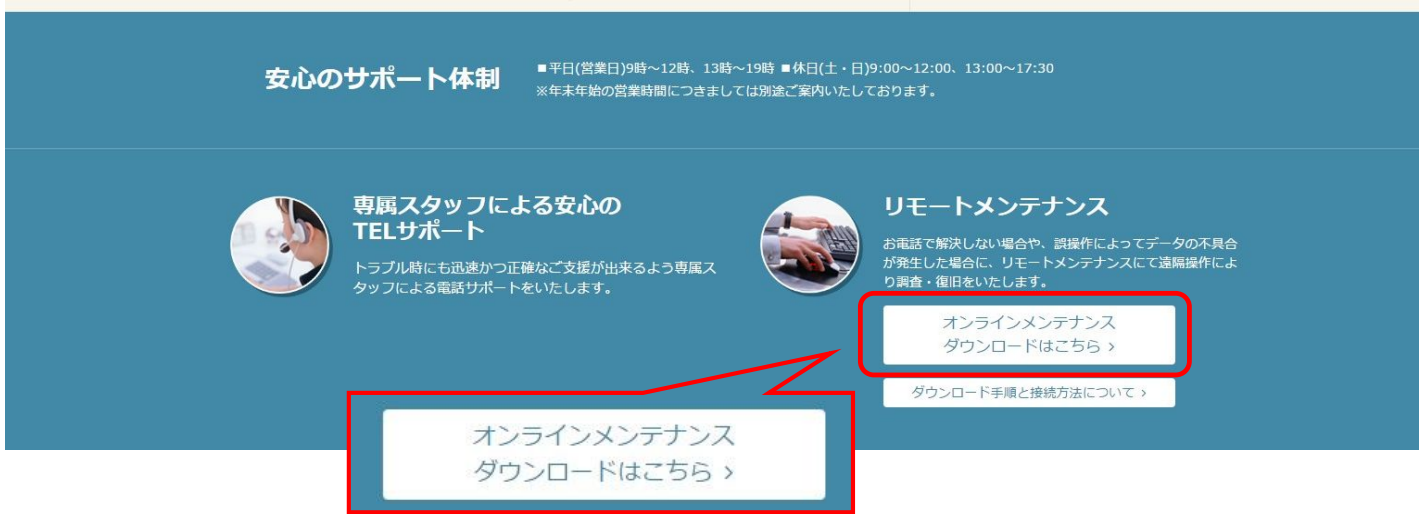 安心のサポート体制
■平日(営業日)9時～12時、13時～19時 ■休日(土・日)9:00～12:00、13:00～17:30
※年末年始の営業時間につきましては別途ご案内いたしております。
専属スタッフによる安心の
TELサポート
トラブル時にも迅速かつ正確なご支援が出来るよう専属ス
タッフによる電話サポートをいたします。
リモートメンテナンス
お電話で解決しない場合や、誤操作によってデータの不具合
が発生した場合に、リモートメンテナンスにて遠隔操作によ
り調査・復旧をいたします。
オンラインメンテナンス
ダウンロードはこちら ›
ダウンロード手順と接続方法について ›
オンラインメンテナンス
ダウンロードはこちら ›